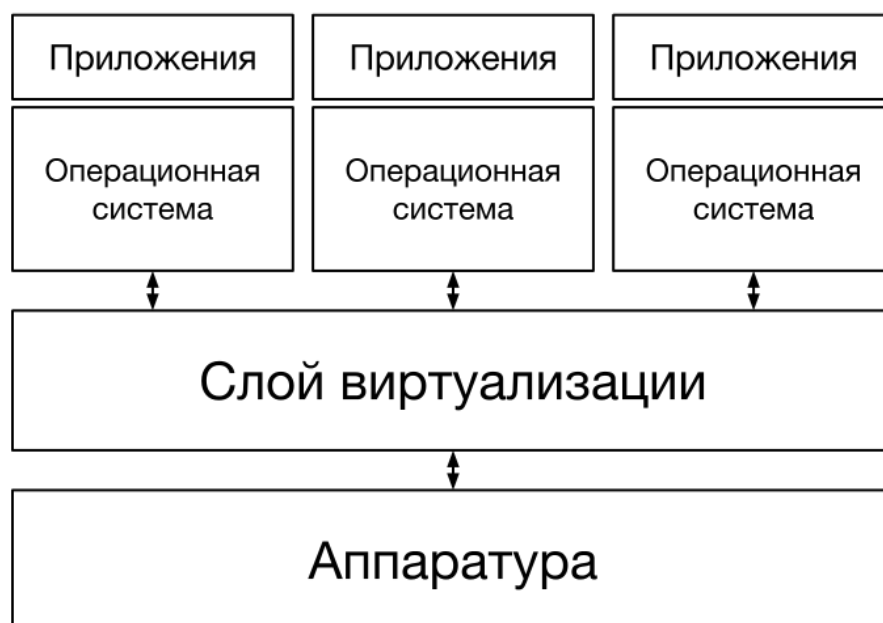 Приложения
Приложения
Приложения
Операционная
система
Операционная
система
Операционная
система
Слой виртуализации
Аппаратура